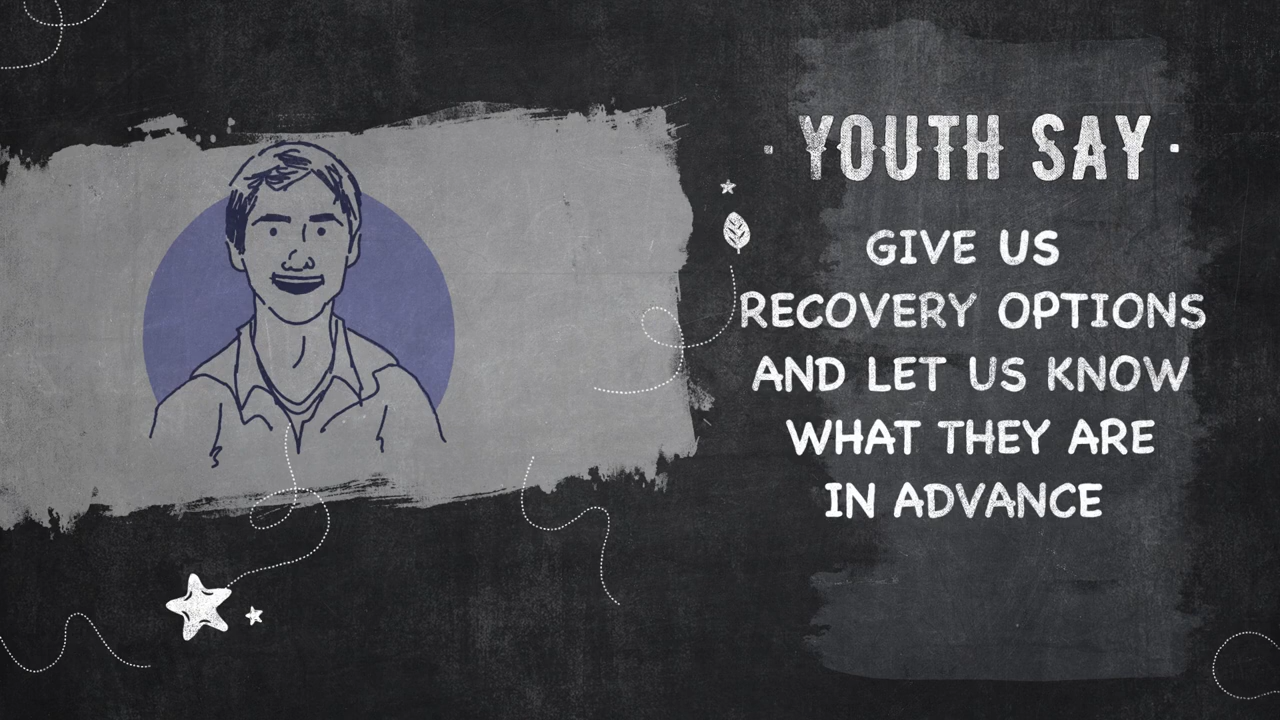 YOUTH SAY
GIVE US
RECOVERY OPTIONS
AND LET US KNOW
WHAT THEY ARE
IN ADVANCE